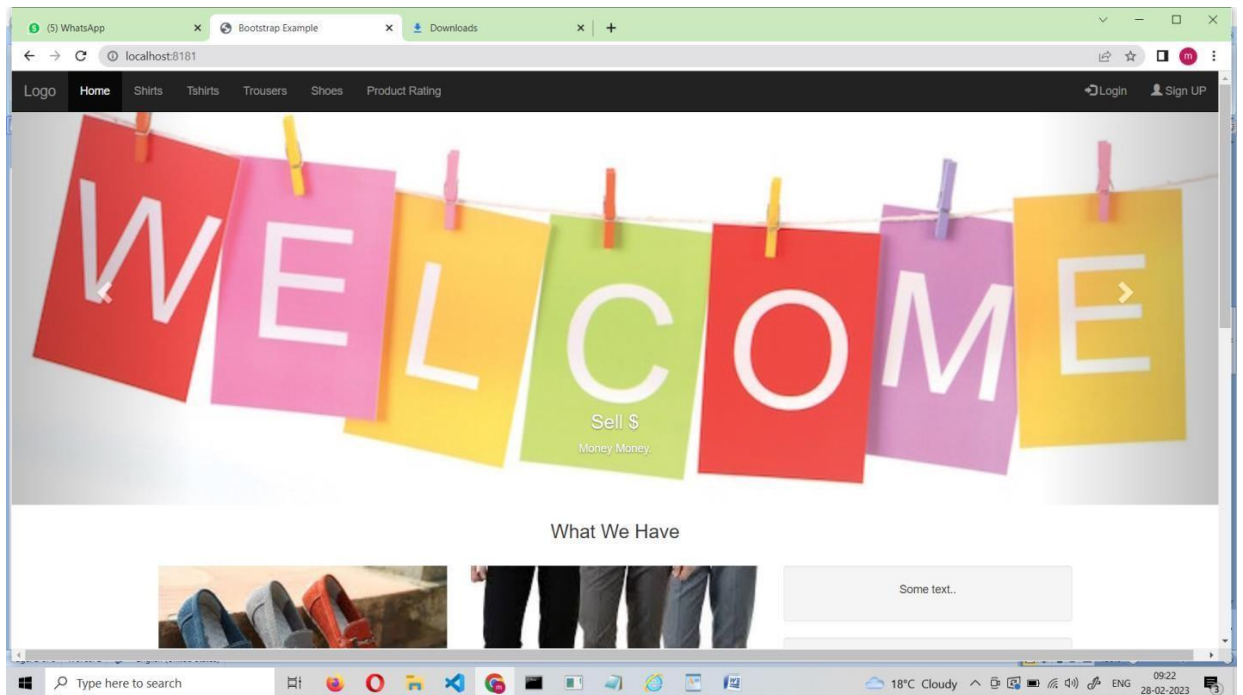 (5) WhatsApp
Bootstrap Example
Downloads
localhost:8181
m
Logo Home Shirts Tshirts Trousers Shoes Product Rating Login Sign UP
WELCOME
Sell $
Money Money.
What We Have
Some text..
Type here to search
18°C Cloudy
ENG
09:22
28-02-2023